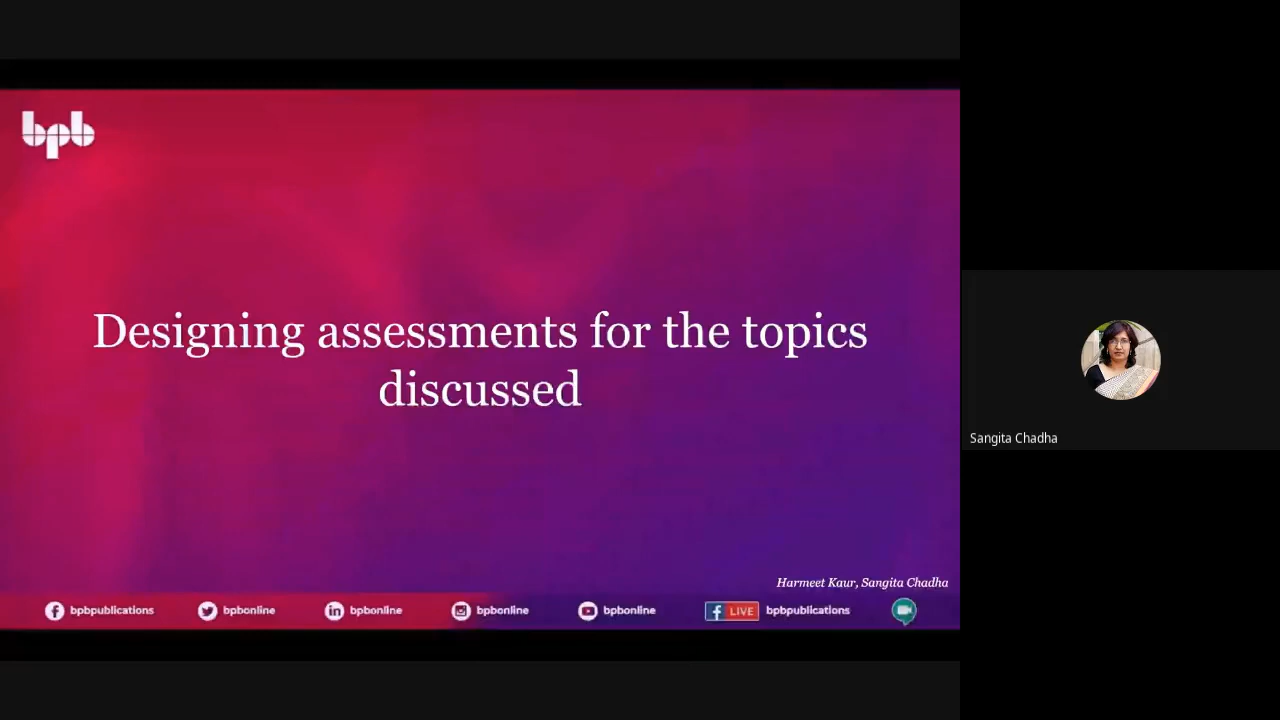 bpb
Designing assessments for the topics
discussed
Harmeet Kaur, Sangita Chadha
bpbpublications
bpbonline
bpbonline
bpbonline
bpbonline
LIVE bpbpublications
Sangita Chadha